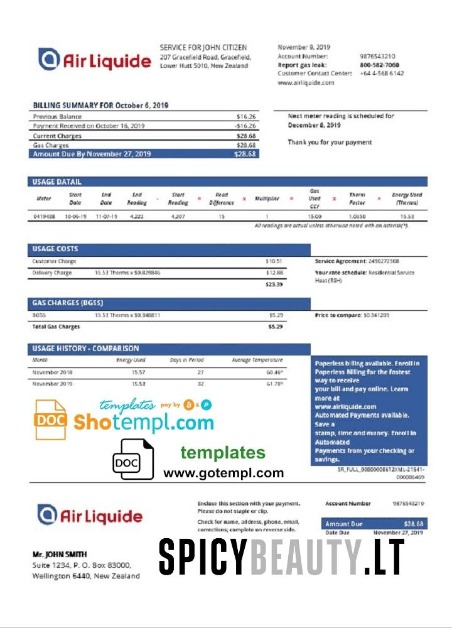 Air Liquide
SERVICE FOR JOHN CITIZEN
207 Gracefield Road, Gracefield,
Lower Hutt 5010, New Zealand
November 9, 2019
Account Number: 9876543210
Report gas leak: 800-582-7060
Customer Contact Center: +64 4-568 6142
www.airliquide.com
BILLING SUMMARY FOR October 6, 2019
Previous Balance $16.26
Payment Received on October 16, 2019 -$16.26
Current Charges $28.68
Gas Charges $28.68
Amount Due By November 27, 2019 $28.68
Next meter reading is scheduled for
December 8, 2019
Thank you for your payment
USAGE DATAIL
Meter Start Date End Date End Reading - Start Reading = Read Difference x Multiplier = Gas Used CCF x Therm Factor = Energy Used (Therms)
0419408 10-06-19 11-07-19 4,222 4,207 15 1 15.00 1.0350 15.53
All readings are actual unless otherwise noted with an asterisk(*).
USAGE COSTS
Customer Charge $10.51
Delivery Charge 15.53 Therms x $0.829846 $12.88
$23.39
Service Agreement: 2490272908
Your rate schedule: Residential Service
Heat (RSH)
GAS CHARGES (BGSS)
BGSS 15.53 Therms x $0.340811 $5.29
Total Gas Charges $5.29
Price to compare: $0.341205
USAGE HISTORY - COMPARISON
Month Energy Used Days in Period Average Temperature
November 2018 15.57 27 60.46°
November 2019 15.53 32 61.78°
Paperless billing available. Enroll in
Paperless Billing for the fastest
way to receive
your bill and pay online. Learn
more at
www.airliquide.com
Automated Payments available.
Save a
stamp, time and money. Enroll in
Automated
Payments from your checking or
savings.
templates pay by
DOC Shotempl.com
DOC templates
www.gotempl.com
Air Liquide
Enclose this section with your payment.
Please do not staple or clip.
Check for name, address, phone, email,
corrections, complete on reverse side.
Account Number 9876543210
Amount Due $28.68
Date Due November 27, 2019
Mr. JOHN SMITH
Suite 1234, P. O. Box 83000,
Wellington 6440, New Zealand
SPICYBEAUTY.LT